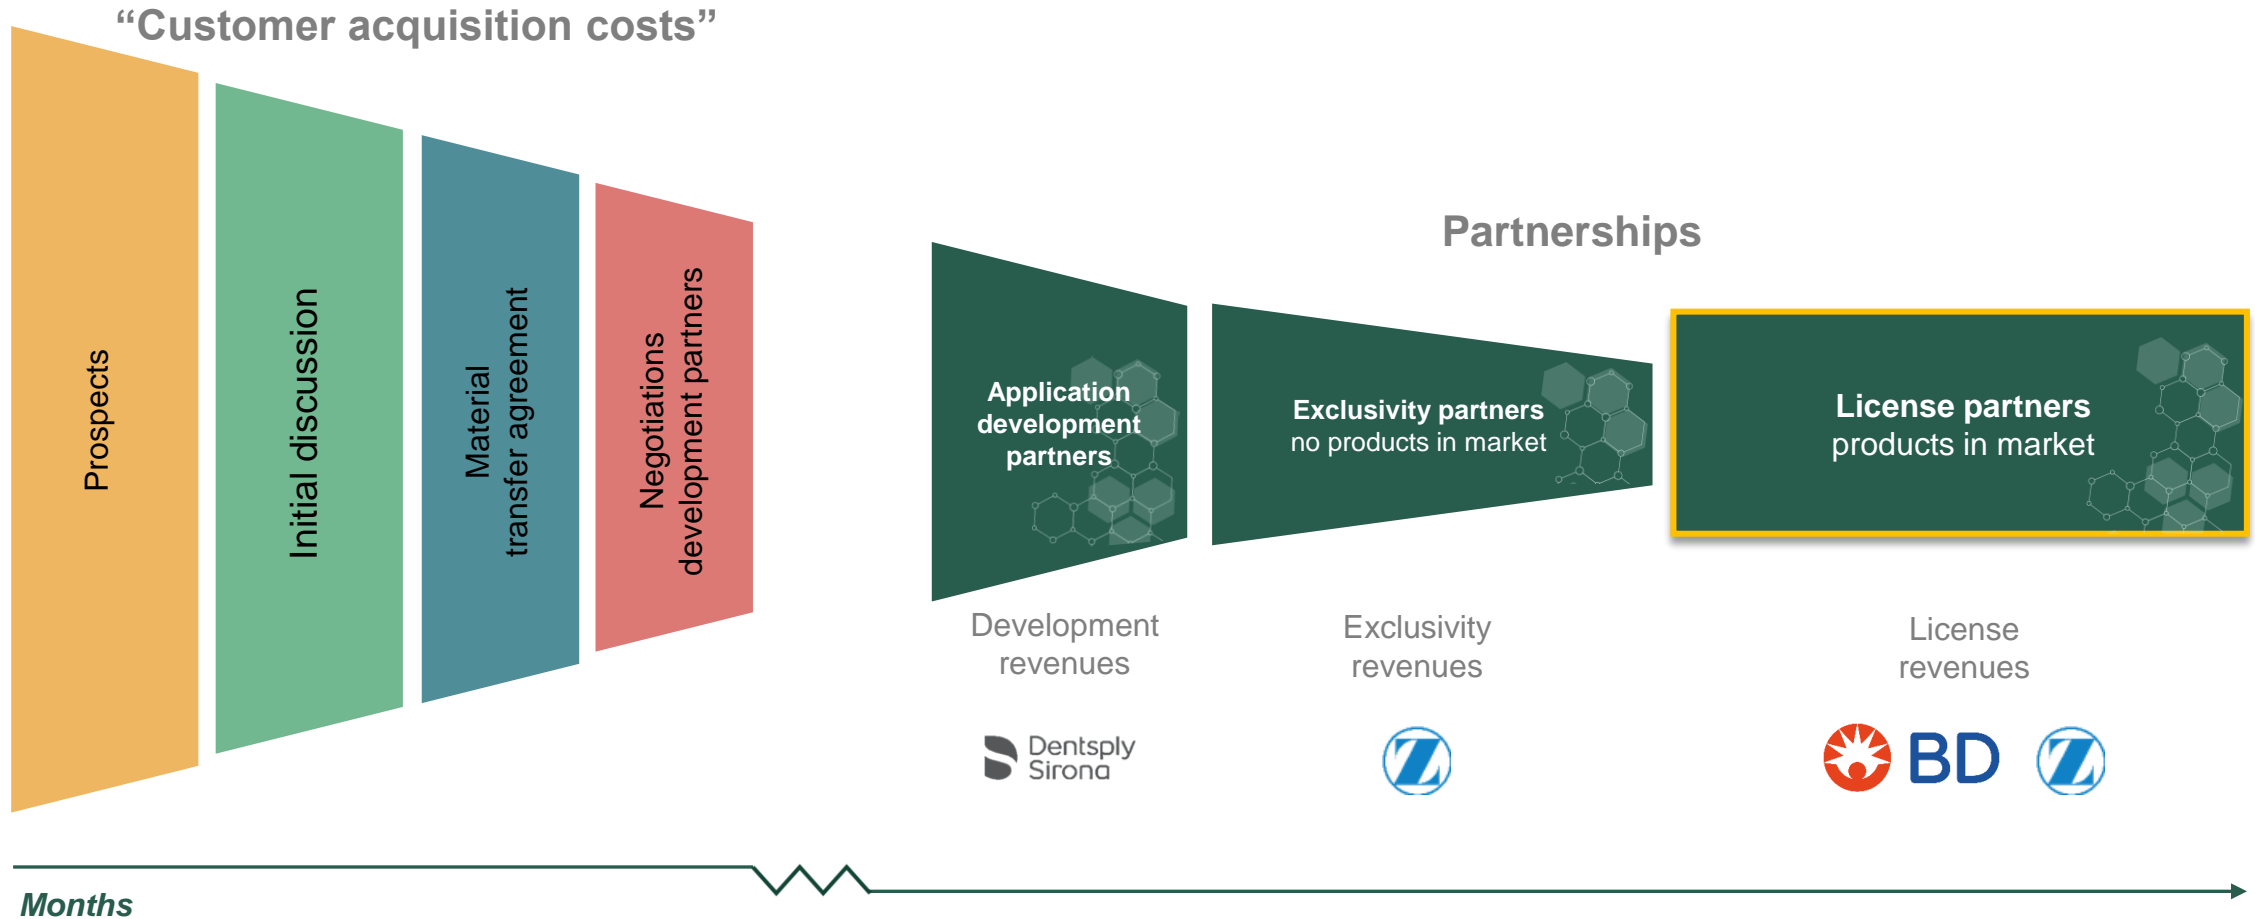 “Customer acquisition costs”
Prospects
Initial discussion
Material
transfer agreement
Negotiations
development partners
Partnerships
Application
development
partners
Exclusivity partners
no products in market
License partners
products in market
Development
revenues
Exclusivity
revenues
License
revenues
Dentsply
Sirona
Z
BD
Z
Months